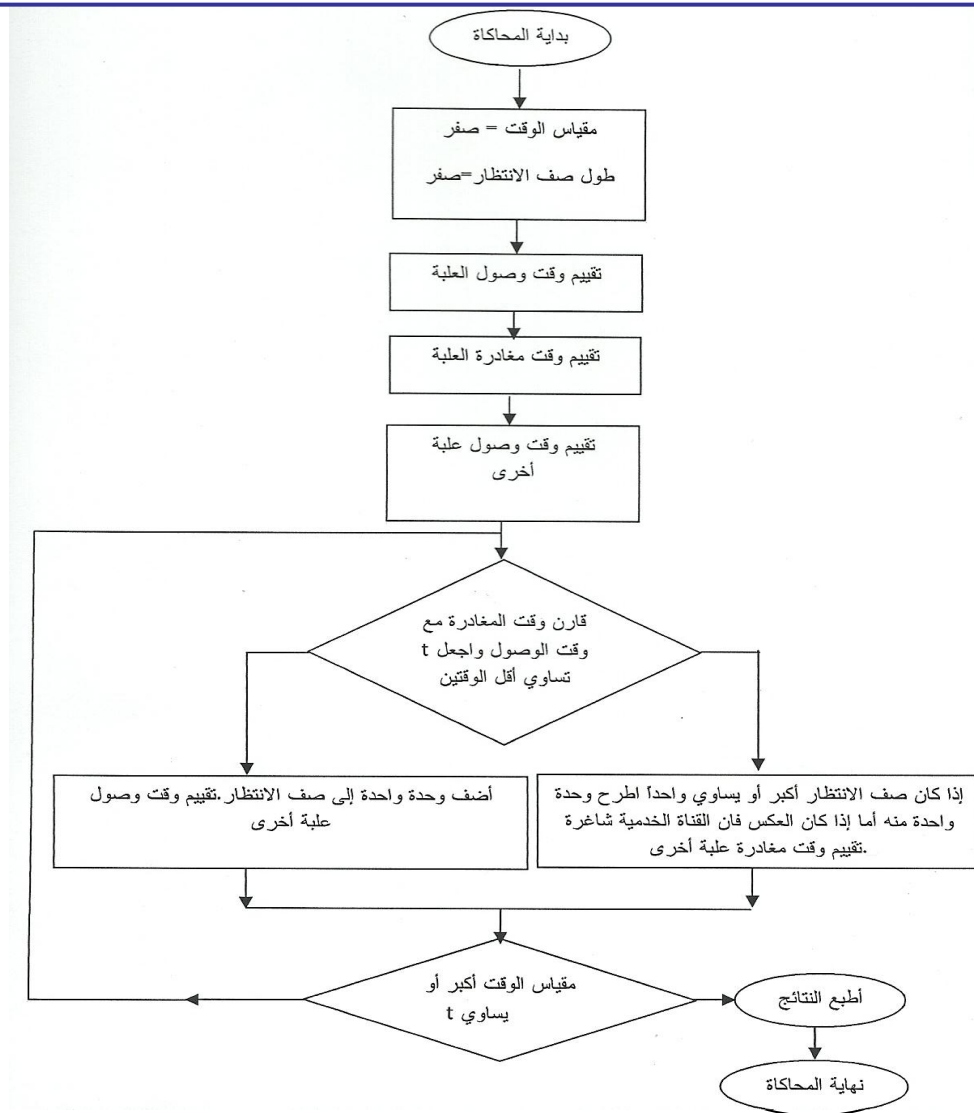 بداية المحاكاة
مقياس الوقت = صفر
طول صف الانتظار=صفر
تقييم وقت وصول العلبة
تقييم وقت مغادرة العلبة
تقييم وقت وصول علبة
أخرى
قارن وقت المغادرة مع
وقت الوصول واجعل t
تساوي أقل الوقتين
إذا كان صف الانتظار أكبر أو يساوي واحداً اطرح وحدة
واحدة منه أما إذا كان العكس فان القناة الخدمية شاغرة
.تقييم وقت مغادرة علبة أخرى
أضف وحدة واحدة إلى صف الانتظار.تقييم وقت وصول
علبة أخرى
مقياس الوقت أكبر أو
يساوي t
أطبع النتائج
نهاية المحاكاة